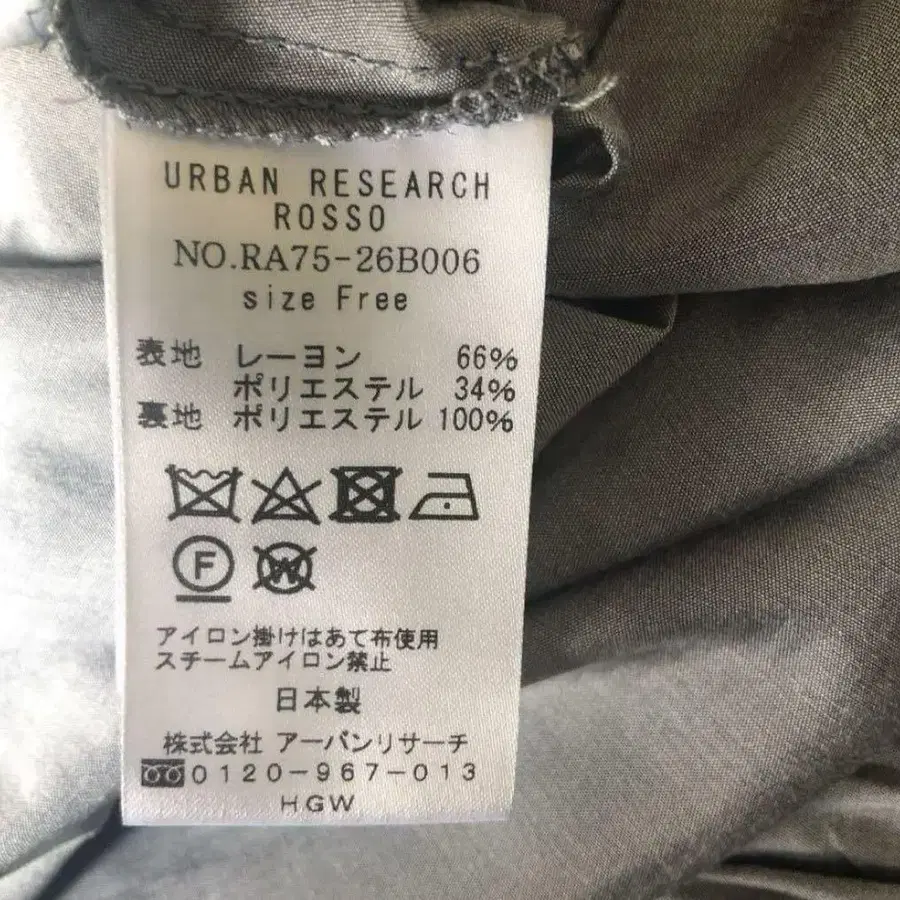 URBAN RESEARCH
ROSSO
NO.RA75-26B006
size Free
表地 レーヨン 66%
ポリエステル 34%
裏地 ポリエステル 100%
F
W
アイロン掛けはあて布使用
スチームアイロン禁止
日本製
株式会社 アーバンリサーチ
0120-967-013
HGW